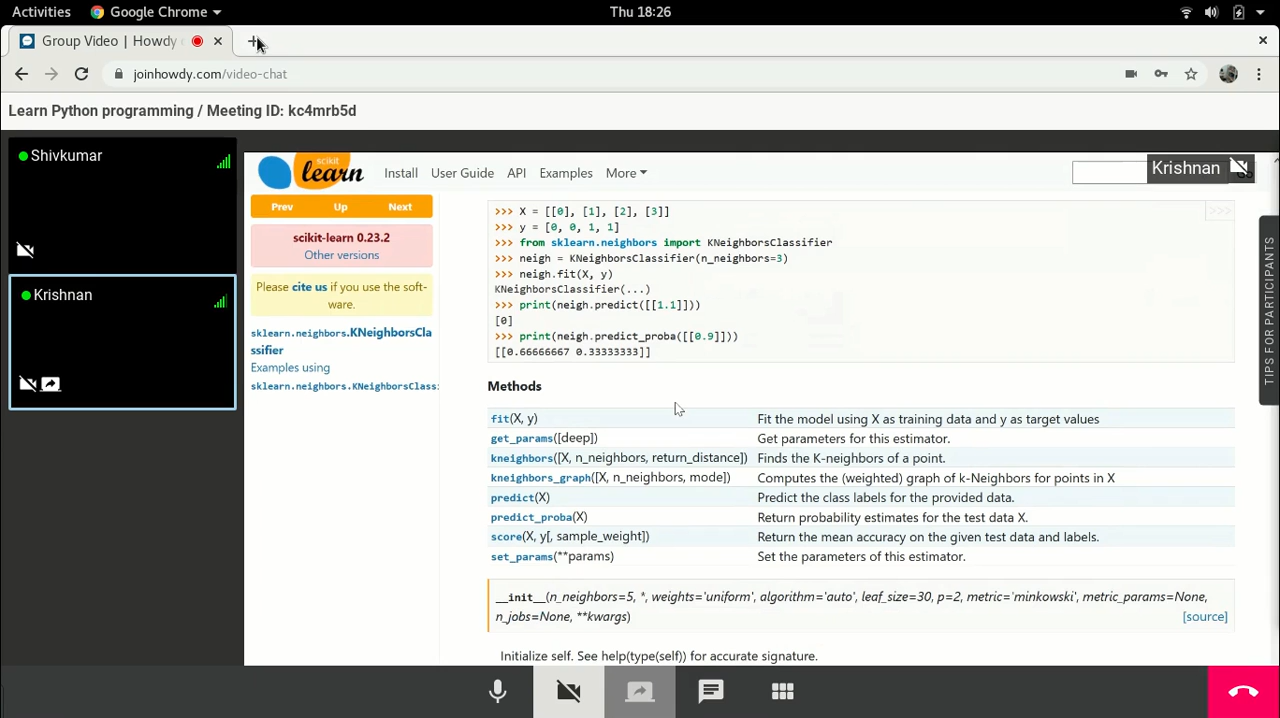 Activities Google Chrome Thu 18:26
Group Video | Howdy
joinhowdy.com/video-chat
Learn Python programming / Meeting ID: kc4mrb5d
Shivkumar
Krishnan
scikit
learn
Install User Guide API Examples More
Krishnan
Prev Up Next
scikit-learn 0.23.2
Other versions
Please cite us if you use the soft-
ware.
sklearn.neighbors.KNeighborsCla
ssifier
Examples using
sklearn.neighbors.KNeighborsClassi
>>>
>>> X = [[0], [1], [2], [3]]
>>> y = [0, 0, 1, 1]
>>> from sklearn.neighbors import KNeighborsClassifier
>>> neigh = KNeighborsClassifier(n_neighbors=3)
>>> neigh.fit(X, y)
KNeighborsClassifier(...)
>>> print(neigh.predict([[1.1]]))
[0]
>>> print(neigh.predict_proba([[0.9]]))
[[0.66666667 0.33333333]]
Methods
fit(X, y) Fit the model using X as training data and y as target values
get_params([deep]) Get parameters for this estimator.
kneighbors([X, n_neighbors, return_distance]) Finds the K-neighbors of a point.
kneighbors_graph([X, n_neighbors, mode]) Computes the (weighted) graph of k-Neighbors for points in X
predict(X) Predict the class labels for the provided data.
predict_proba(X) Return probability estimates for the test data X.
score(X, y[, sample_weight]) Return the mean accuracy on the given test data and labels.
set_params(**params) Set the parameters of this estimator.
__init__(n_neighbors=5, *, weights='uniform', algorithm='auto', leaf_size=30, p=2, metric='minkowski', metric_params=None,
n_jobs=None, **kwargs) [source]
Initialize self. See help(type(self)) for accurate signature.
TIPS FOR PARTICIPANTS